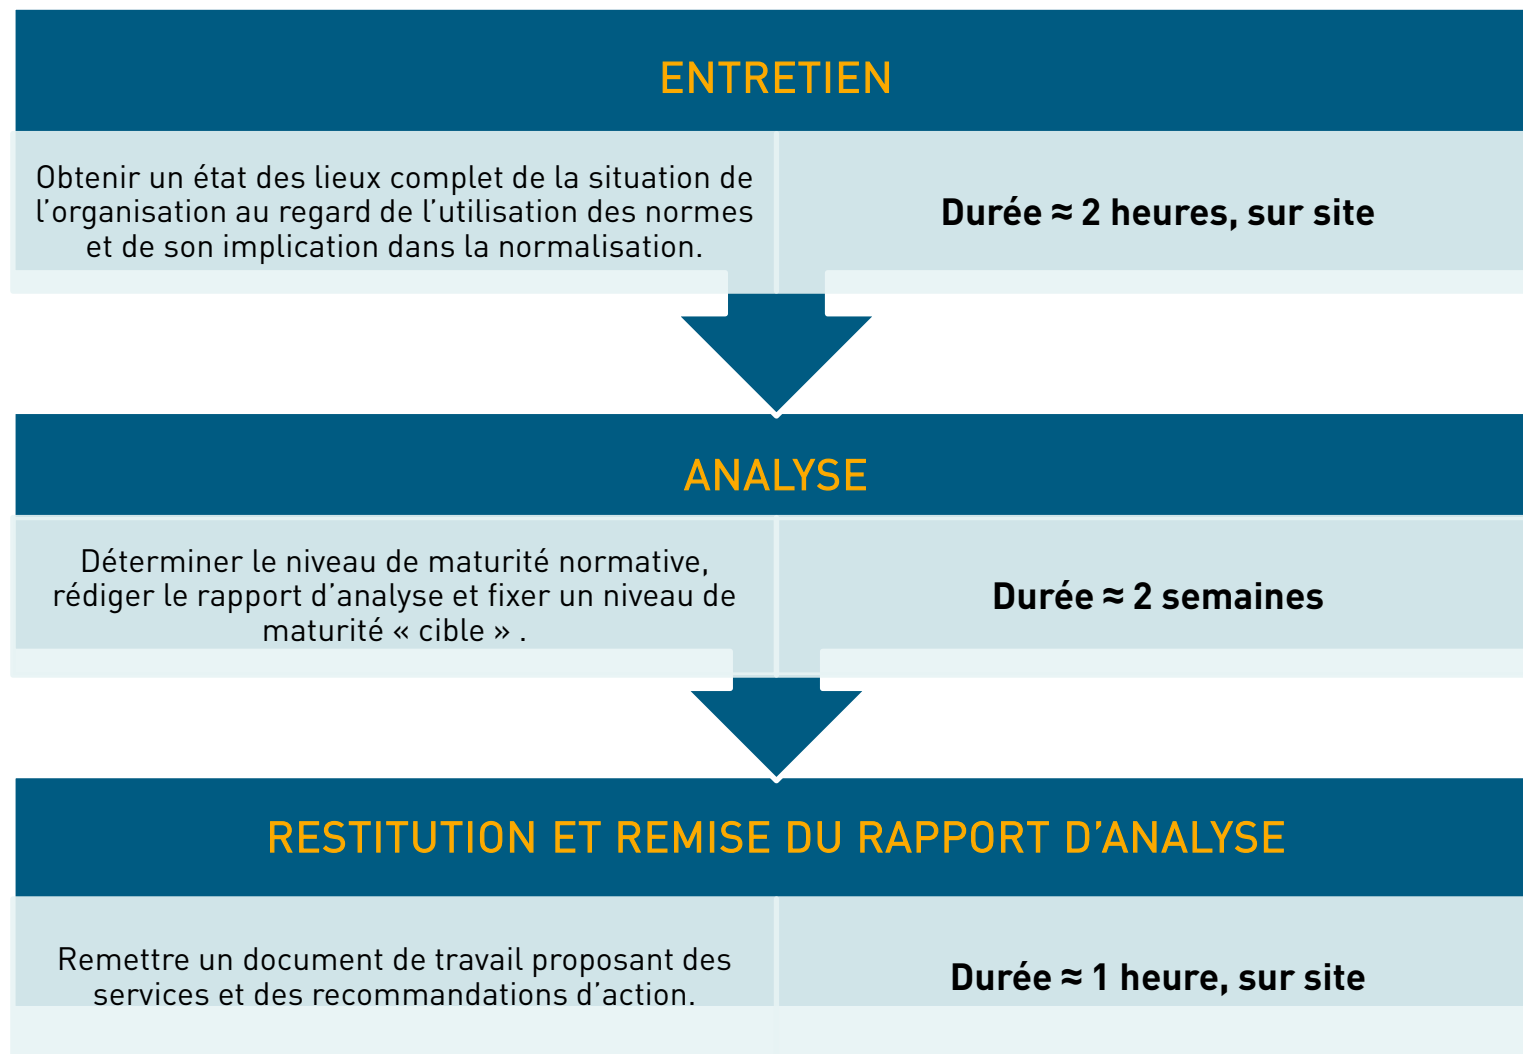 ENTRETIEN
Obtenir un état des lieux complet de la situation de
l’organisation au regard de l’utilisation des normes
et de son implication dans la normalisation.
Durée ≈ 2 heures, sur site
ANALYSE
Déterminer le niveau de maturité normative,
rédiger le rapport d’analyse et fixer un niveau de
maturité « cible » .
Durée ≈ 2 semaines
RESTITUTION ET REMISE DU RAPPORT D’ANALYSE
Remettre un document de travail proposant des
services et des recommandations d’action.
Durée ≈ 1 heure, sur site